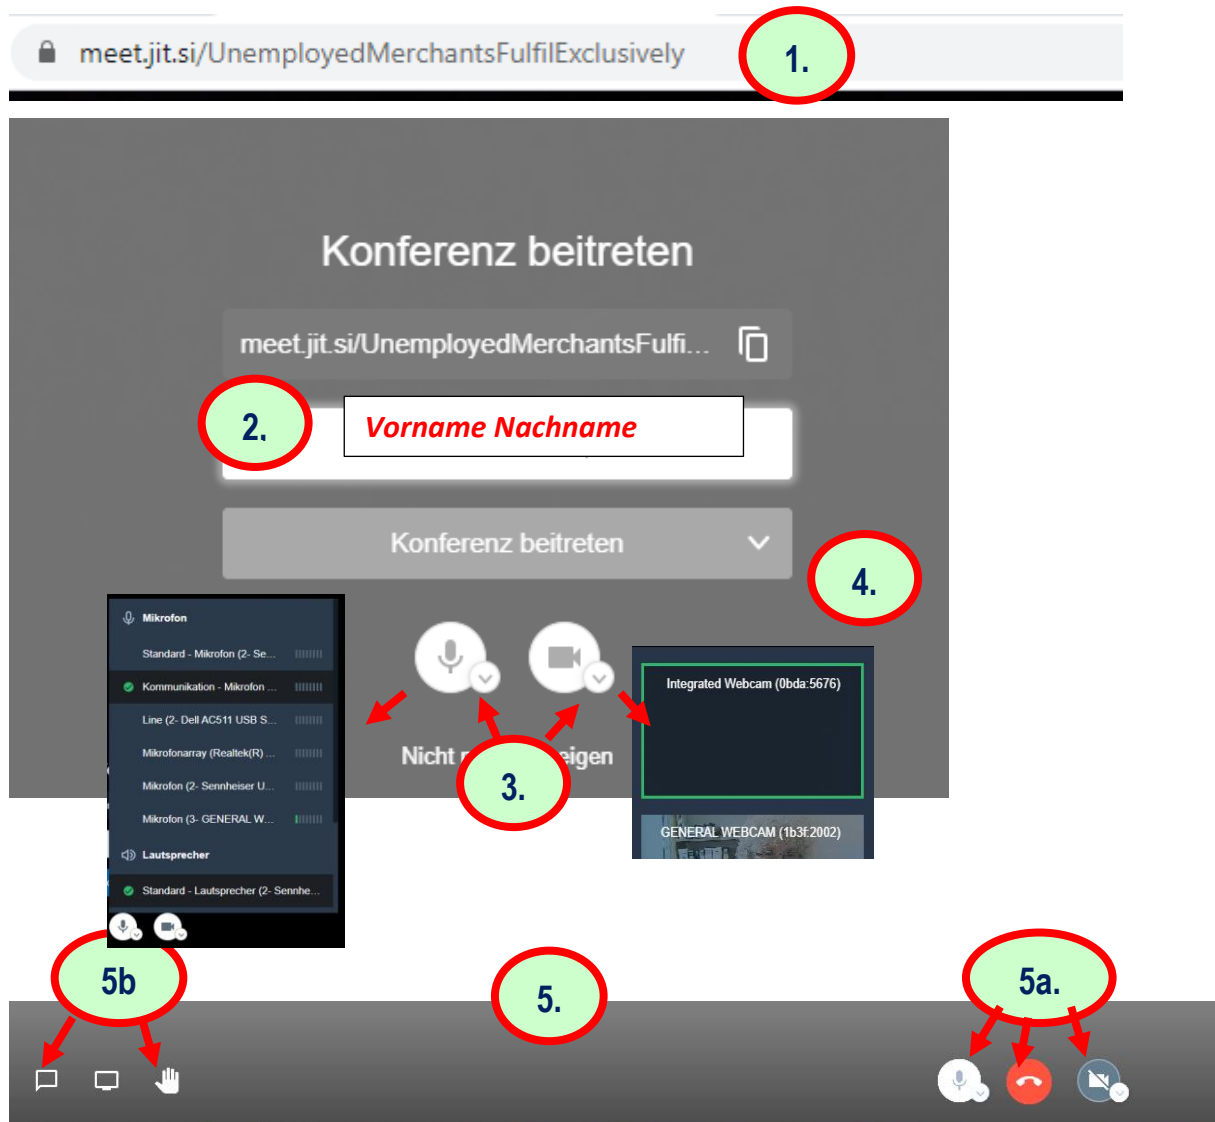 meet.jit.si/UnemployedMerchantsFulfilExclusively
1.
Konferenz beitreten
meet.jit.si/UnemployedMerchantsFulfi...
2.
Vorname Nachname
Konferenz beitreten
4.
Mikrofon
Standard - Mikrofon (2- Se...
Kommunikation - Mikrofon ...
Line (2- Dell AC511 USB S...
Mikrofonarray (Realtek(R) ...
Mikrofon (2- Sennheiser U...
Mikrofon (3- GENERAL W...
Lautsprecher
Standard - Lautsprecher (2- Sennhe...
Integrated Webcam (0bda:5676)
Nicht
3.
GENERAL WEBCAM (1b3f:2002)
5b
5.
5a.